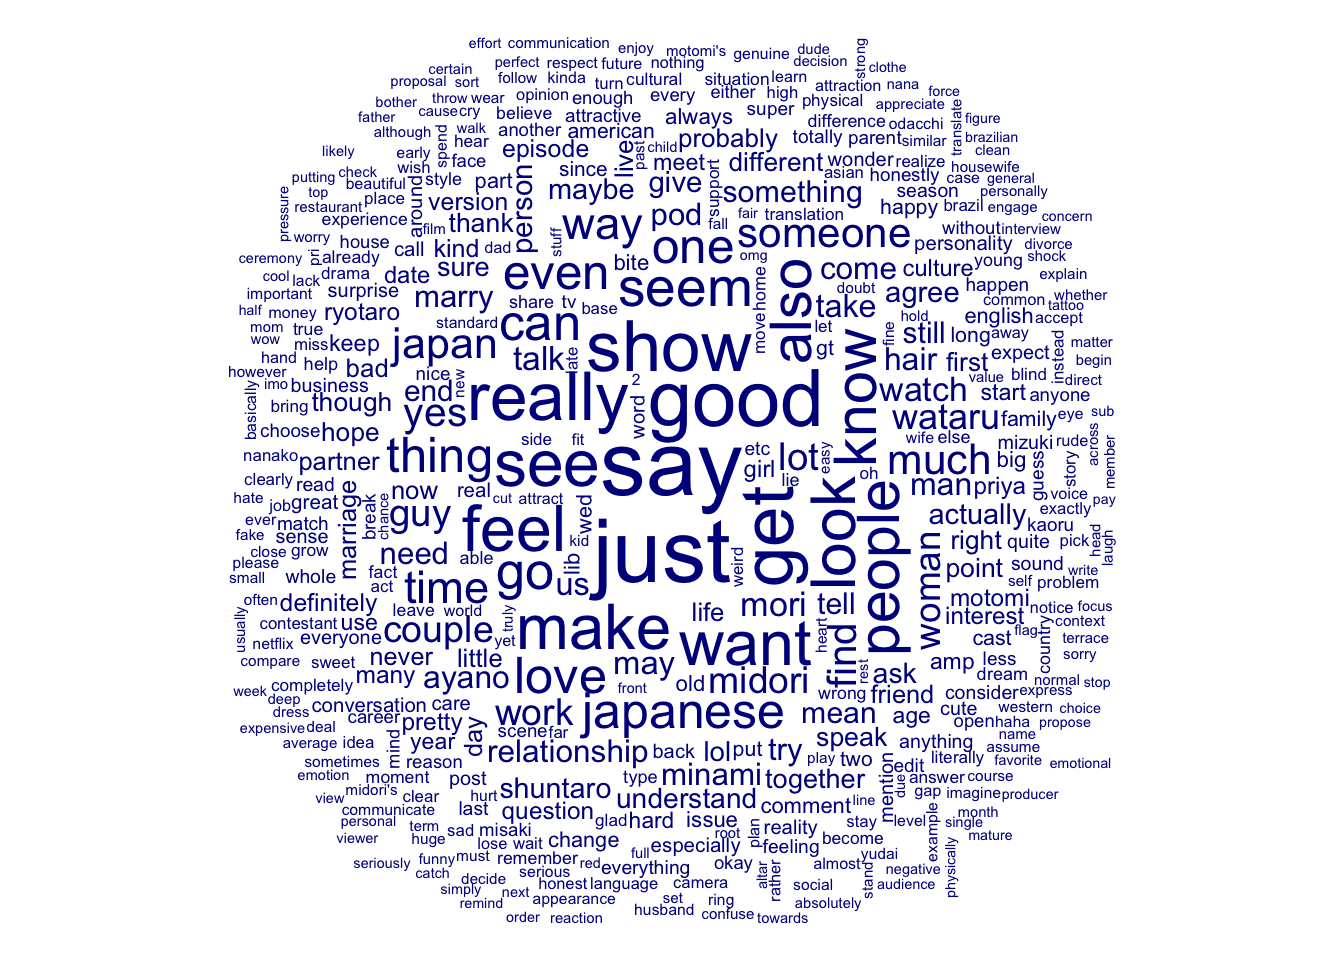 effort communication enjoy motomi's genuine dude strong
certain perfect respect future nothing decision clothe
proposal sort follow kinda turn cultural situation learn attraction nana force
bother throw wear opinion enough every either high physical appreciate
father cause cry believe attractive always super difference odacchi translate figure
although spend walk another american past child probably totally parent similar brazilian
likely early hear episode live meet different wonder realize clean
putting check wish face since asian honestly housewife
top beautiful style part person maybe give support something season case general
pressure restaurant place around version way pod fair translation happy brazil engage personally
experience film thank stuff fall someone without interview concern
worry house call kind dad one omg personality divorce
ceremony pri already date sure even bite also come culture young shock
cool lack drama seem home happen explain
important surprise marry share tv base move take doubt agree common whether tattoo
half money ryotaro standard can let hold english accept
mom true japan show gt fine still long away instead matter
wow miss keep talk late know hair first expect
however hand help bad nice new value blind direct begin
imo business end really 2 good watch start anyone
basically bring though yes word wataru family eye sub
choose hope side fit wife else mizuki rude across
nanako partner thing see say etc girl lot easy much big guess story member
clearly read lie oh man priya voice
hate job great now real cut attract get look people actually exactly pay
ever match marriage break chance guy feel wed kaoru
fake sense just woman right quite pick head laugh
close grow need able lib kid weird sound write
please whole fact go us point self problem
small act time motomi
often definitely leave world truly life mori tell notice focus
usually contestant use couple make interest context
netflix everyone yet want heart find cast flag country terrace
compare sweet never little may rest ask amp less sorry
week completely many ayano love front old midori wrong friend dream normal stop
deep conversation care consider express
dress career pretty work japanese mean age cute western choice
expensive deal day scene far speak open haha propose
average idea mind year relationship back lol put try play two anything name
sometimes reason edit literally assume favorite emotional
emotion moment post type minami together mention due answer course
view midori's clear hurt shuntaro understand gap imagine producer
communicate last question comment line month
personal term glad hard issue plan stay level example single
viewer huge sad misaki change root reality become mature
lose wait especially feeling yudai
seriously funny must remember red full okay almost negative physically
catch decide serious everything altar rather stand
simply next honest language camera social audience
remind appearance set ring absolutely
order reaction husband confuse towards